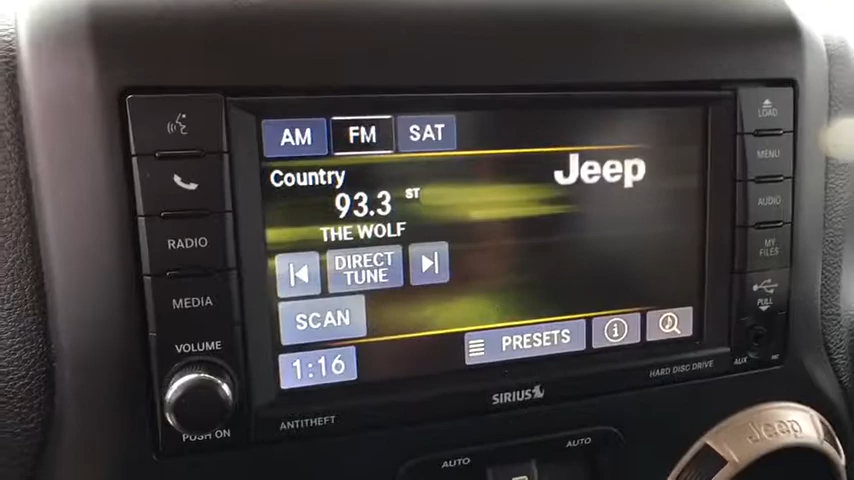 LOAD
AM FM SAT
RADIO
MEDIA
VOLUME
PUSH ON
Country
93.3 ST
THE WOLF
DIRECT
TUNE
SCAN
1:16
PRESETS
Jeep
MENU
AUDIO
MY
FILES
PULL
AUX
HARD DISC DRIVE
SIRIUS
ANTITHEFT
AUTO
AUTO
Jeep